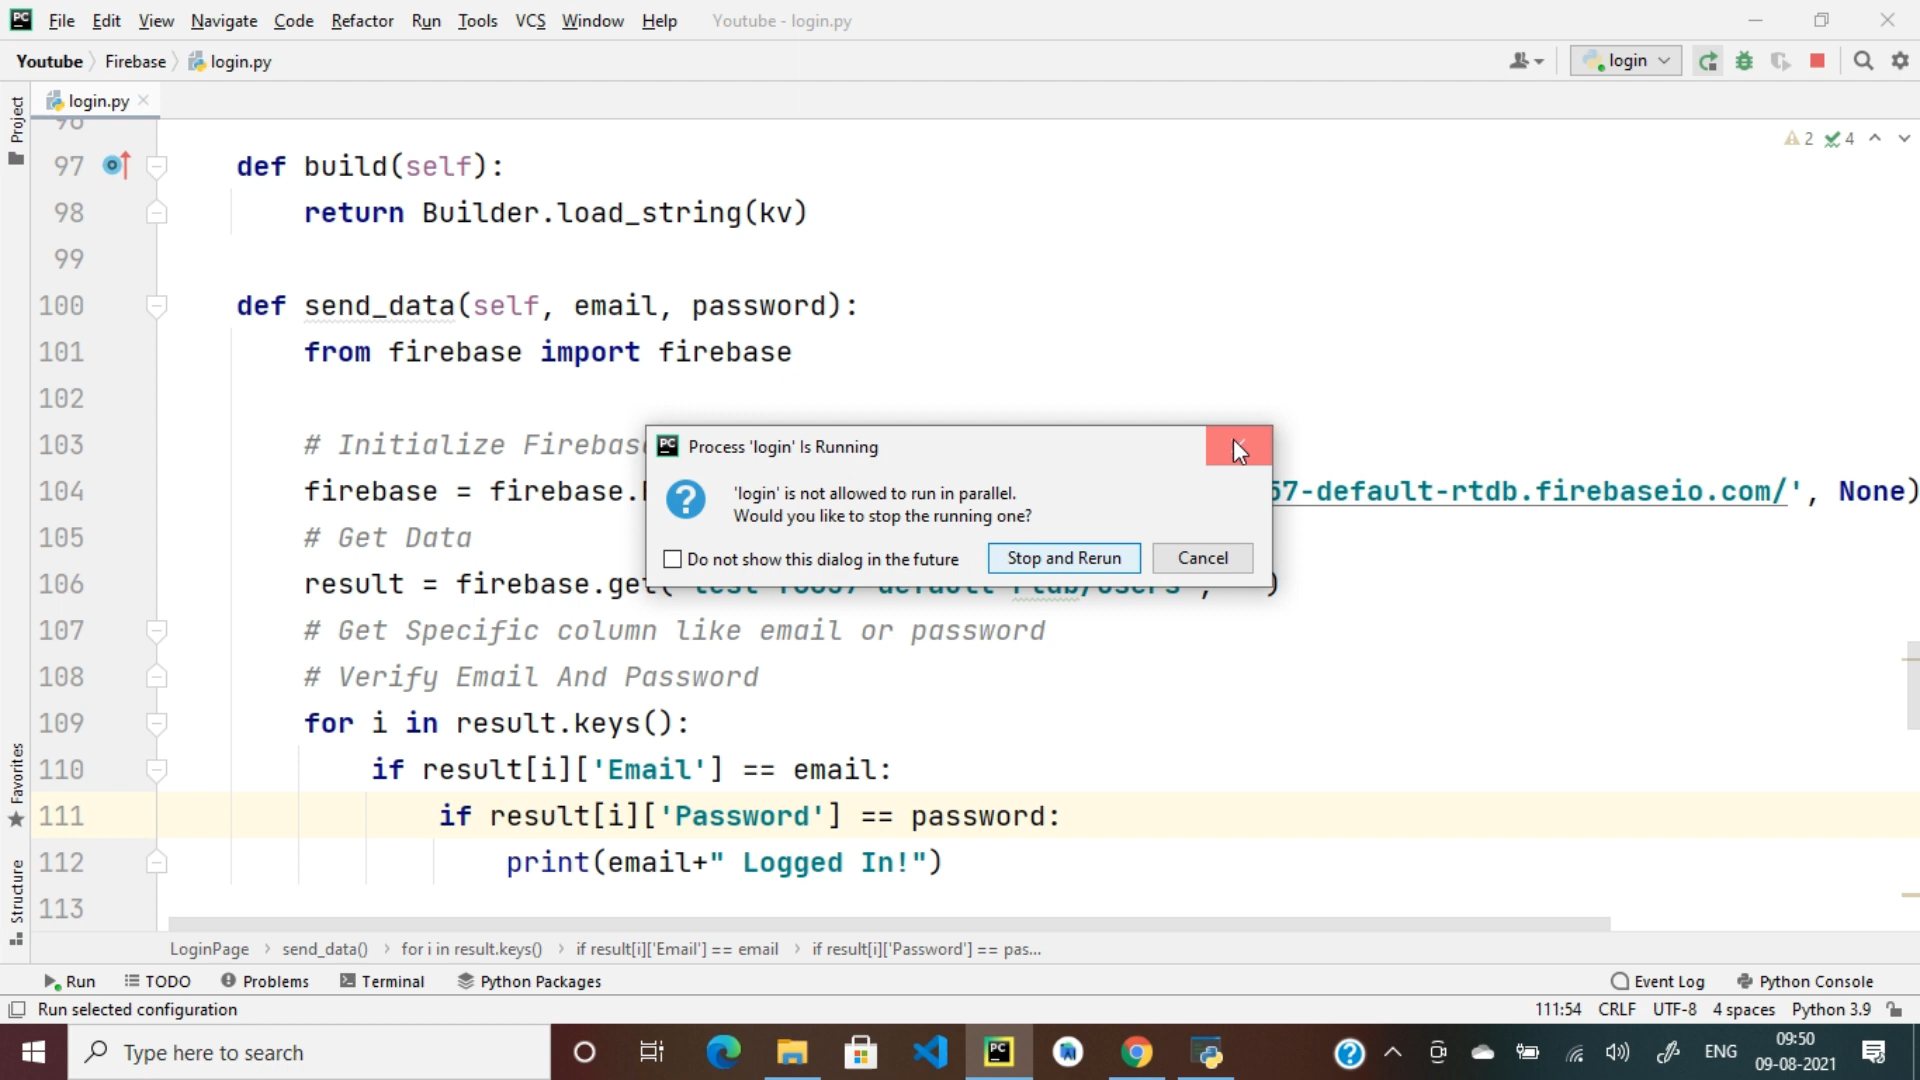 PC File Edit View Navigate Code Refactor Run Tools VCS Window Help Youtube - login.py
Youtube Firebase login.py login
login.py
Project
2 4
97 def build(self):
98 return Builder.load_string(kv)
99
100 def send_data(self, email, password):
101 from firebase import firebase
102
103 # Initialize Firebase
104 firebase = firebase. 57-default-rtdb.firebaseio.com/', None)
105 # Get Data
106 result = firebase.get( )
107 # Get Specific column like email or password
108 # Verify Email And Password
109 for i in result.keys():
110 if result[i]['Email'] == email:
111 if result[i]['Password'] == password:
112 print(email+" Logged In!")
113
PC Process 'login' Is Running
'login' is not allowed to run in parallel.
Would you like to stop the running one?
Do not show this dialog in the future Stop and Rerun Cancel
Favorites
Structure
LoginPage send_data() for i in result.keys() if result[i]['Email'] == email if result[i]['Password'] == pas...
Run TODO Problems Terminal Python Packages Event Log Python Console
Run selected configuration 111:54 CRLF UTF-8 4 spaces Python 3.9
Type here to search PC ENG 09:50
09-08-2021